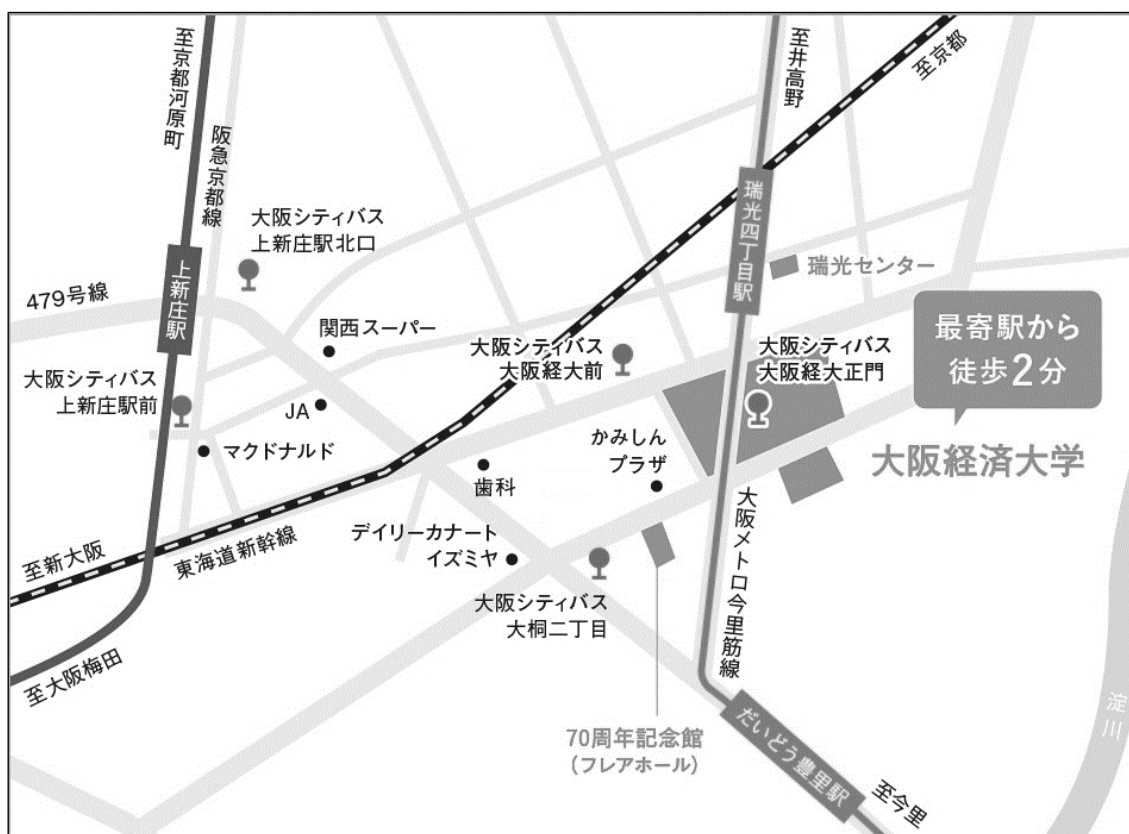 至京都河原町
阪急京都線
至井高野
至京都
大阪シティバス
上新庄駅北口
上新庄駅
瑞光四丁目駅
瑞光センター
479号線
関西スーパー
大阪シティバス
大阪経大前
大阪シティバス
大阪経大正門
最寄駅から
徒歩2分
大阪シティバス
上新庄駅前
JA
マクドナルド
かみしん
プラザ
大阪経済大学
歯科
デイリーカナート
イズミヤ
至新大阪
東海道新幹線
大阪シティバス
大桐二丁目
大阪メトロ今里筋線
至大阪梅田
70周年記念館
(フレアホール)
だいどう豊里駅
至今里
淀川